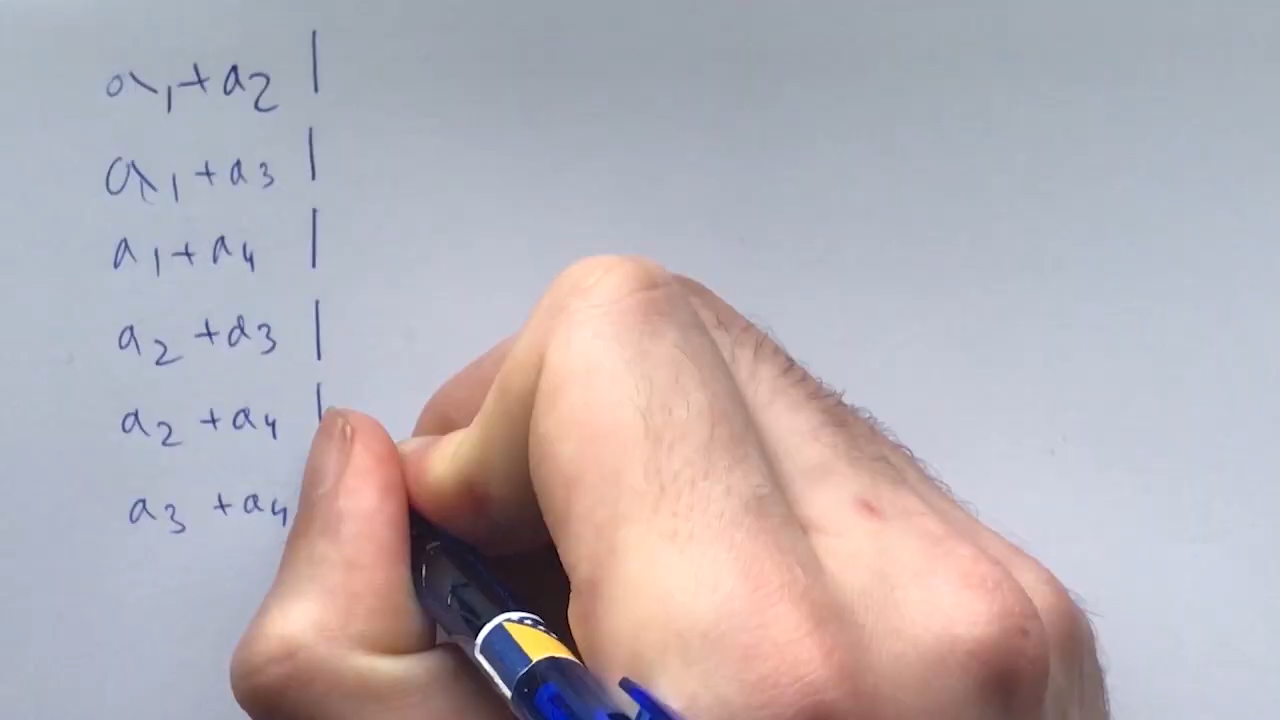 a₁+a₂ |
a₁+a₃ |
a₁+a₄ |
a₂+a₃ |
a₂+a₄ |
a₃+a₄